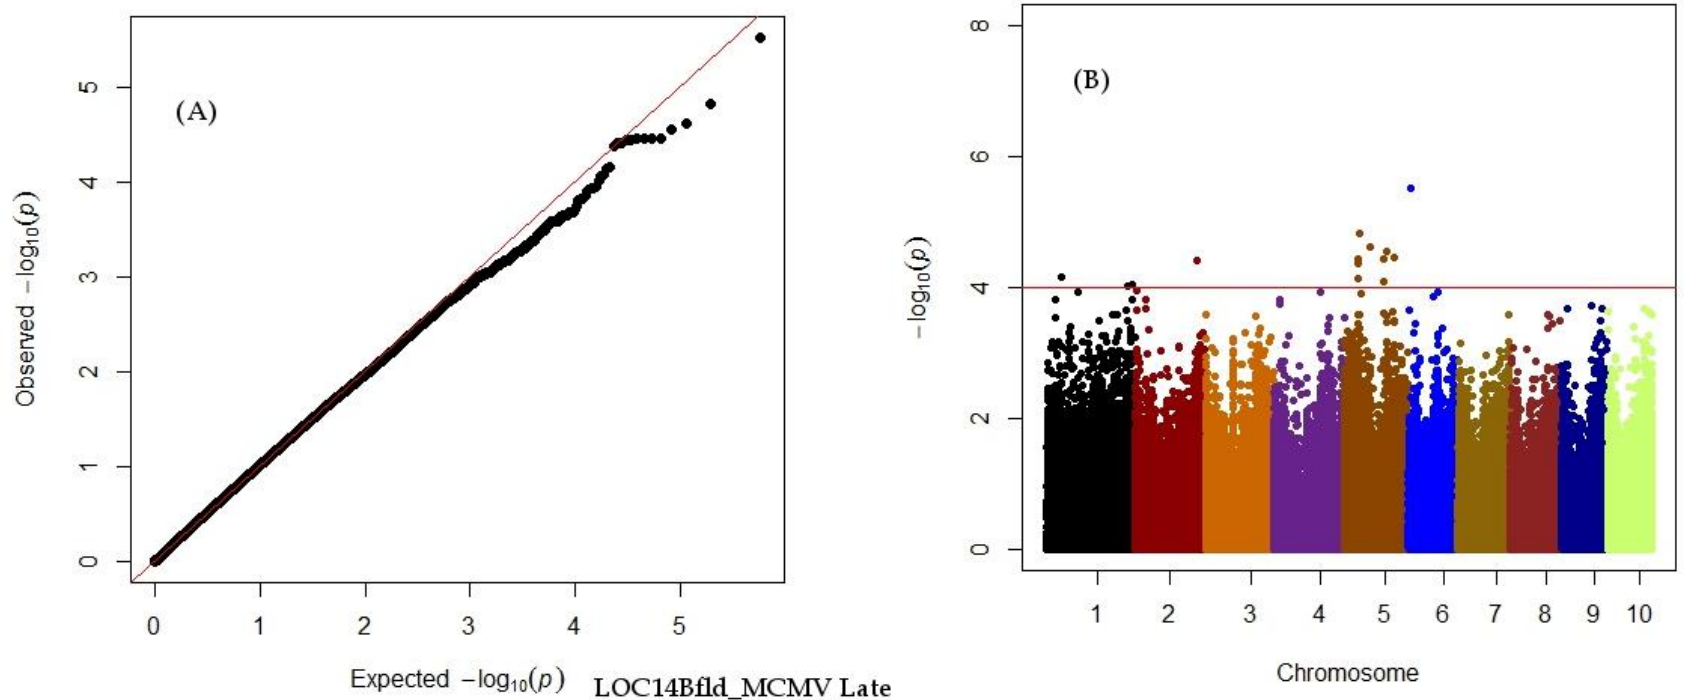 (A)
Observed −log10(p)
5
4
3
2
1
0
0 1 2 3 4 5
Expected −log10(p)
LOC14Bfld_MCMV Late
(B)
−log10(p)
8
6
4
2
0
1 2 3 4 5 6 7 8 9 10
Chromosome